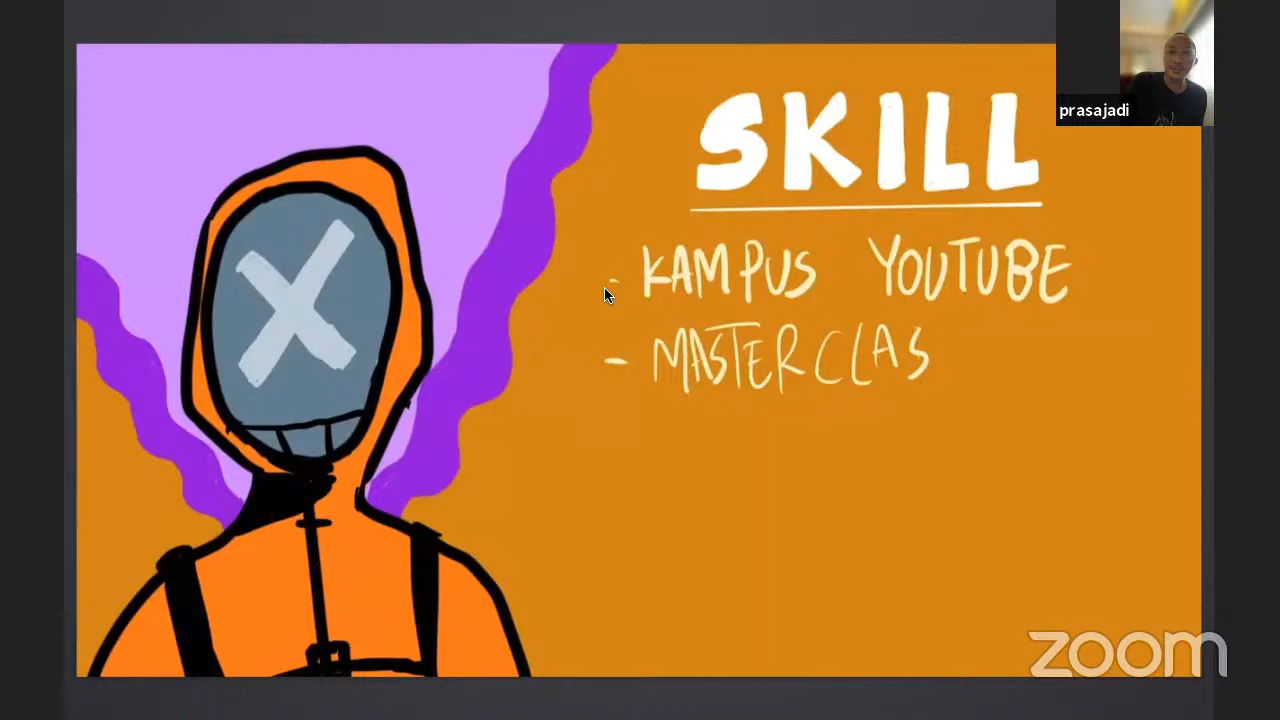 prasajadi
SKILL
- KAMPUS YOUTUBE
- MASTERCLAS
zoom